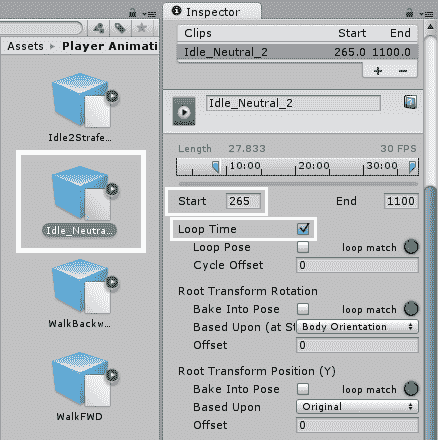 Assets ▸ Player Animati
Idle2Strafe...
Idle_Neutra...
WalkBackw...
WalkFWD
Inspector
Clips Start End
Idle_Neutral_2 265.0 1100.0
+ −
Idle_Neutral_2
Length 27.833 30 FPS
10:00 20:00 30:00
Start 265 End 1100
Loop Time
Loop Pose loop match
Cycle Offset 0
Root Transform Rotation
Bake Into Pose loop match
Based Upon (at St Body Orientation
Offset 0
Root Transform Position (Y)
Bake Into Pose loop match
Based Upon Original
Offset 0